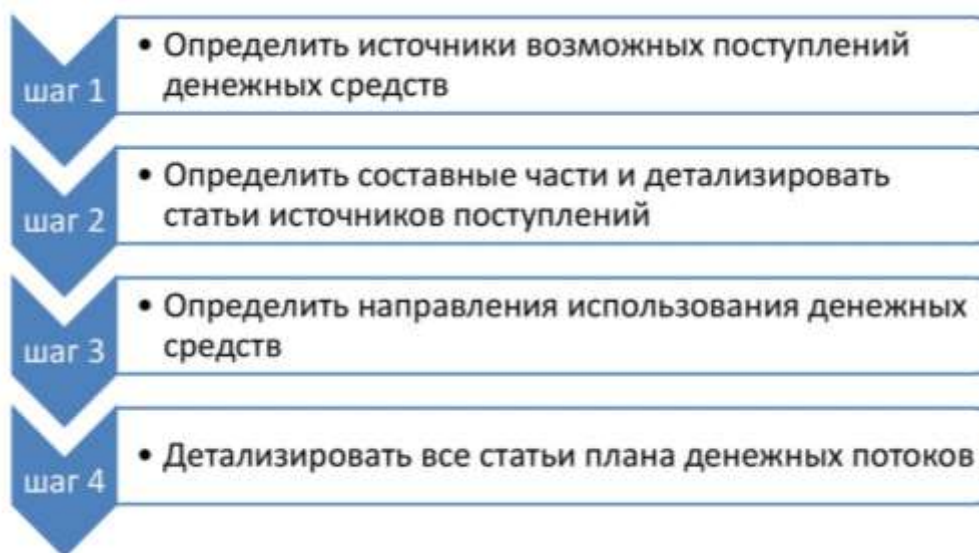 шаг 1
• Определить источники возможных поступлений
денежных средств
шаг 2
• Определить составные части и детализировать
статьи источников поступлений
шаг 3
• Определить направления использования денежных
средств
шаг 4
• Детализировать все статьи плана денежных потоков